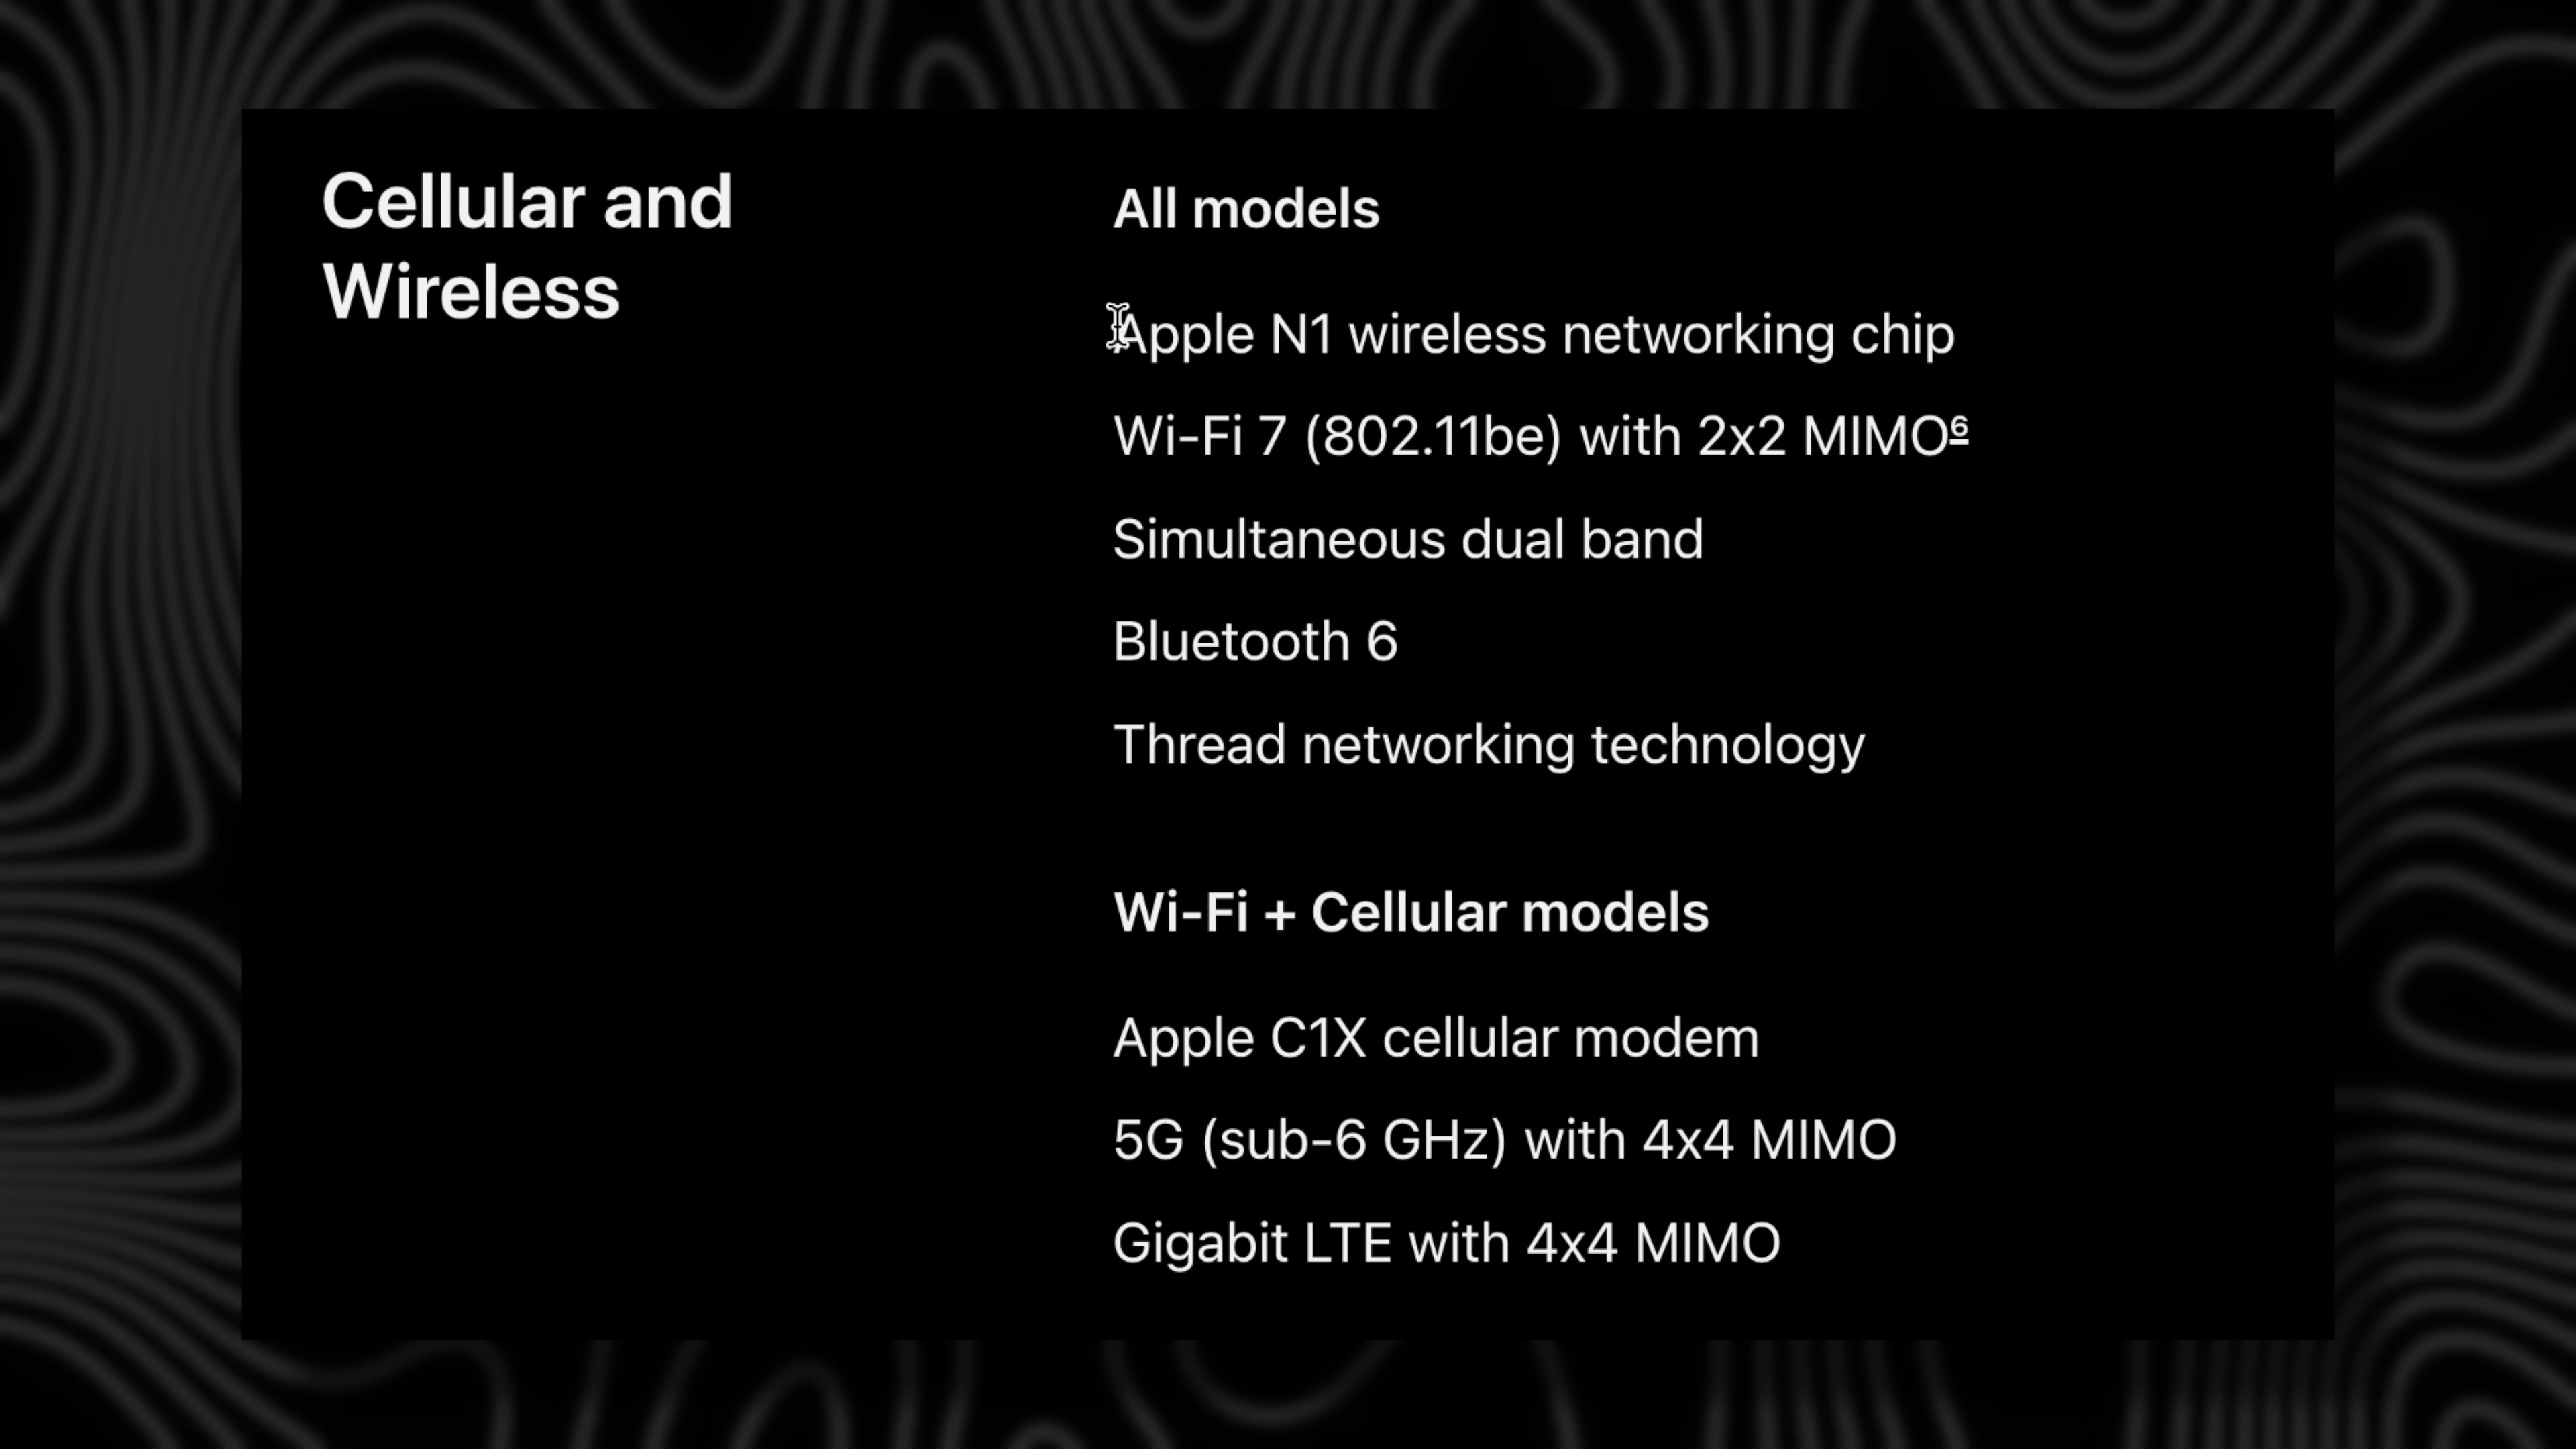 Cellular and
Wireless
All models
Apple N1 wireless networking chip
Wi-Fi 7 (802.11be) with 2x2 MIMO⁶
Simultaneous dual band
Bluetooth 6
Thread networking technology
Wi-Fi + Cellular models
Apple C1X cellular modem
5G (sub-6 GHz) with 4x4 MIMO
Gigabit LTE with 4x4 MIMO